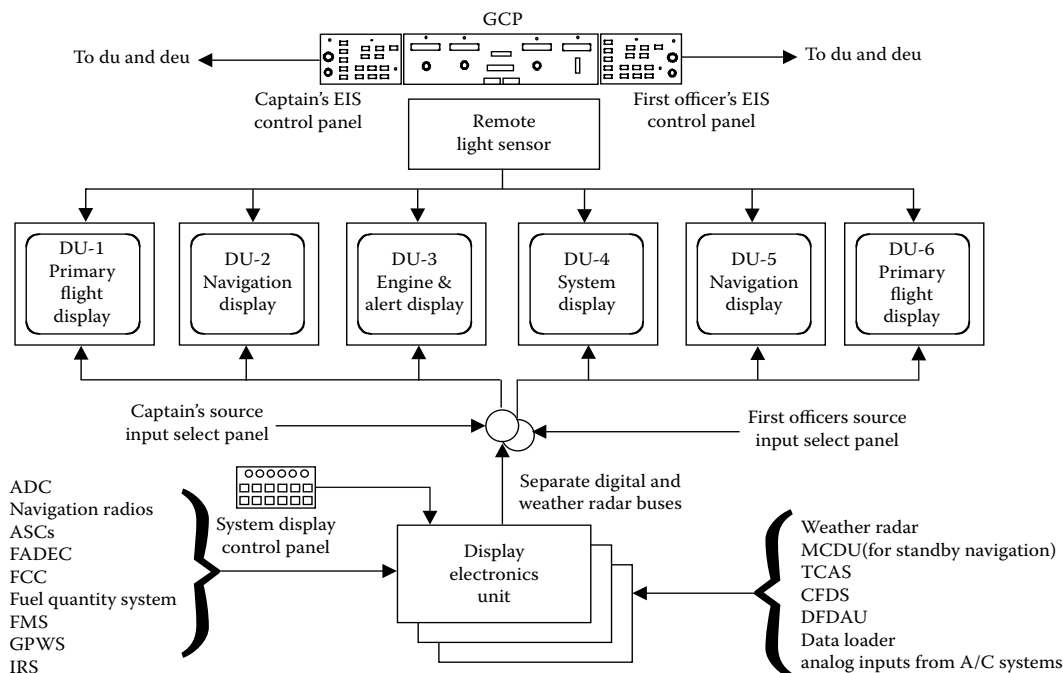 GCP
To du and deu
To du and deu
Captain's EIS
control panel
First officer's EIS
control panel
Remote
light sensor
DU-1
Primary
flight
display
DU-2
Navigation
display
DU-3
Engine &
alert display
DU-4
System
display
DU-5
Navigation
display
DU-6
Primary
flight
display
Captain's source
input select panel
First officers source
input select panel
Separate digital and
weather radar buses
System display
control panel
ADC
Navigation radios
ASCs
FADEC
FCC
Fuel quantity system
FMS
GPWS
IRS
Display
electronics
unit
Weather radar
MCDU(for standby navigation)
TCAS
CFDS
DFDAU
Data loader
analog inputs from A/C systems